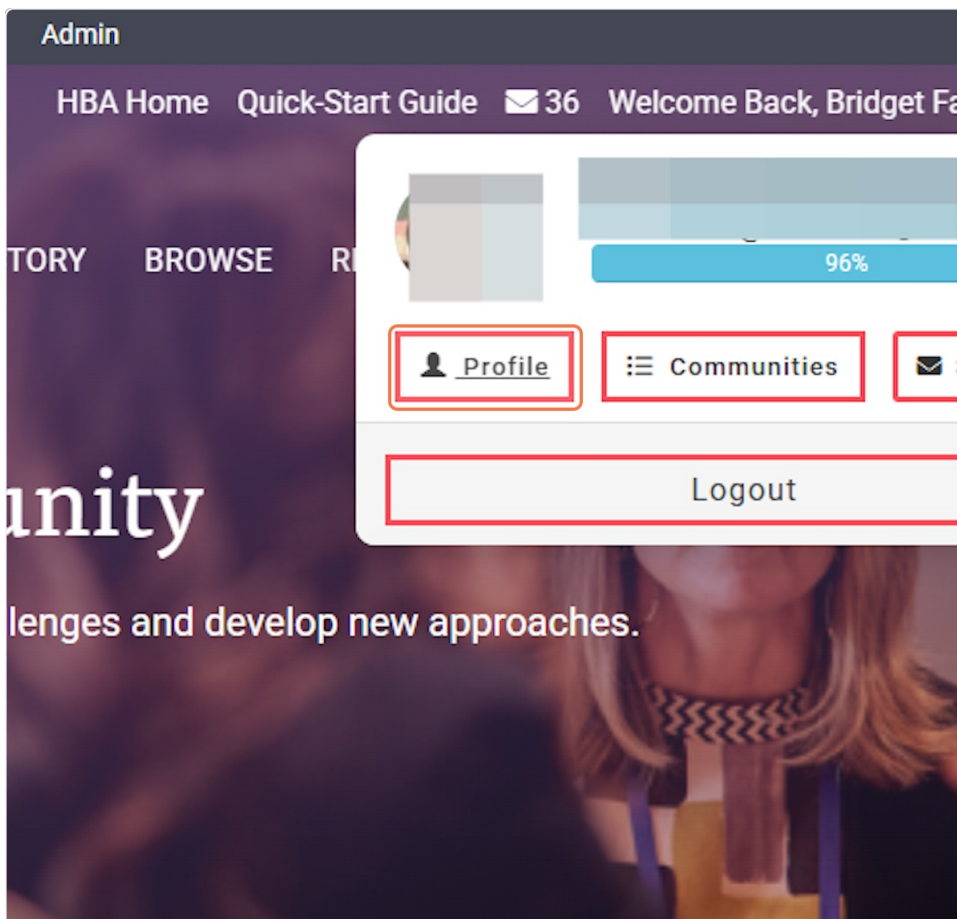 Admin
HBA Home Quick-Start Guide 36 Welcome Back, Bridget
TORY BROWSE
96%
Profile Communities
Logout
unity
lenges and develop new approaches.